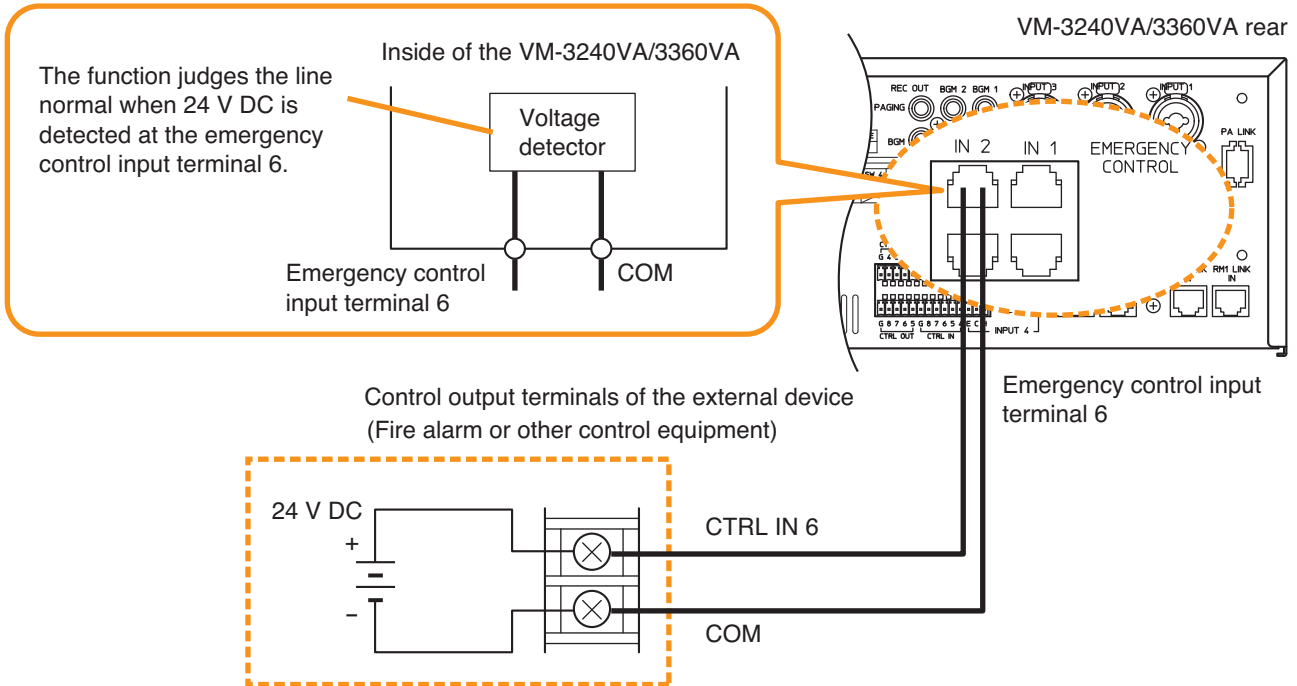 VM-3240VA/3360VA rear
Inside of the VM-3240VA/3360VA
The function judges the line
normal when 24 V DC is
detected at the emergency
control input terminal 6.
Voltage
detector
Emergency control
input terminal 6
COM
REC OUT BGM 2 BGM 1 INPUT 3 INPUT 2 INPUT 1
PAGING
BGM
PA LINK
IN 2 IN 1
EMERGENCY
CONTROL
SW 4
G 4
RM1 LINK
IN
G 8 7 6 5 G 8 7 6 5
CTRL OUT CTRL IN
INPUT 4
Emergency control input
terminal 6
Control output terminals of the external device
(Fire alarm or other control equipment)
24 V DC
+
−
CTRL IN 6
COM